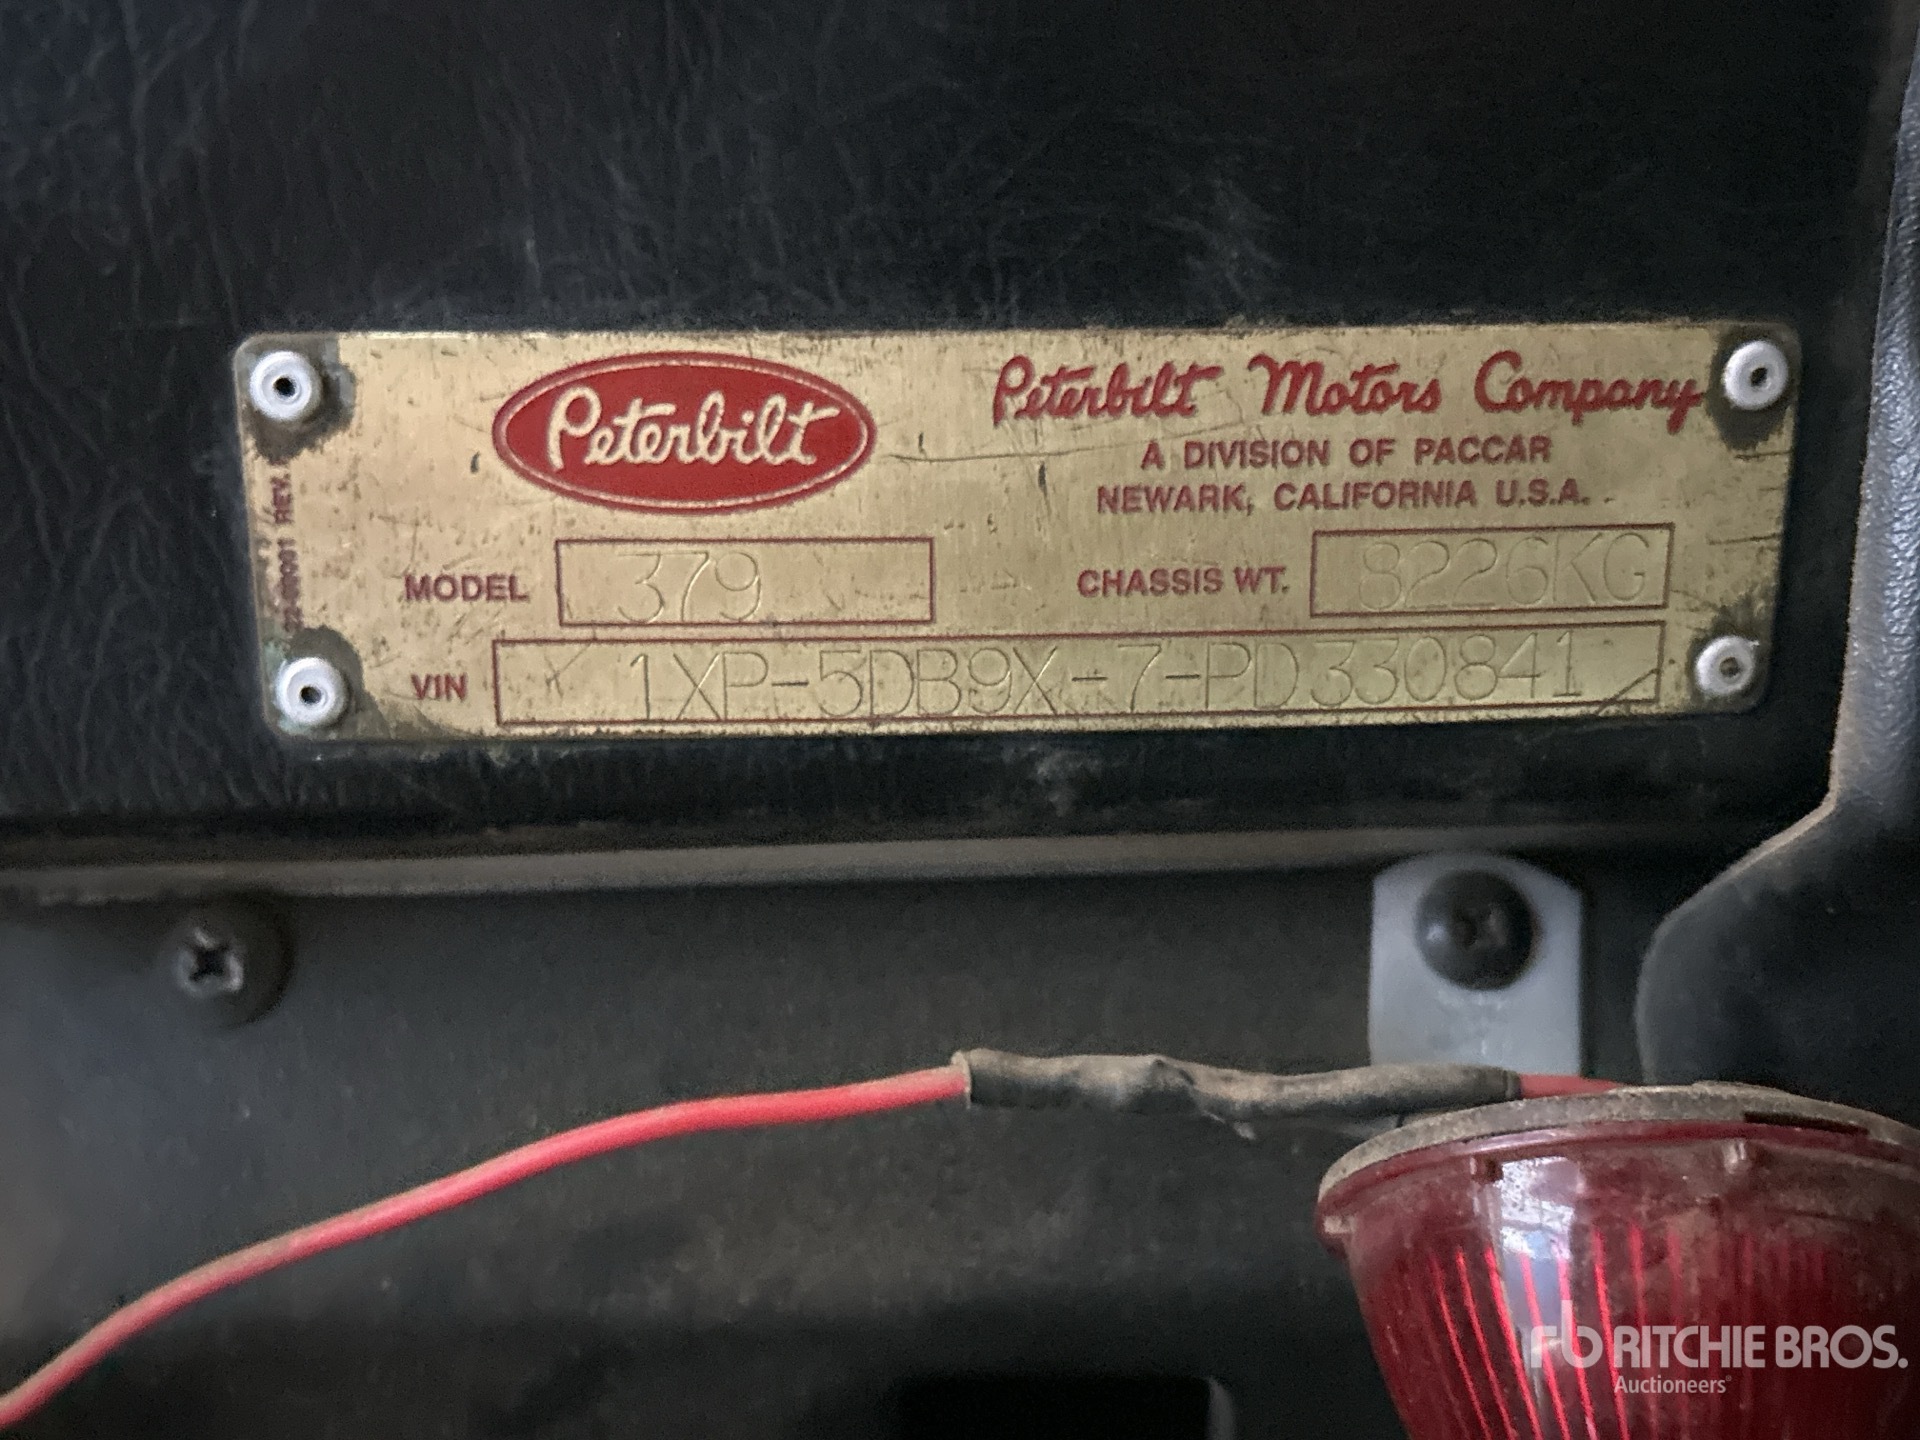 Peterbilt
Peterbilt Motors Company
A DIVISION OF PACCAR
NEWARK, CALIFORNIA U.S.A.
MODEL 379 CHASSIS WT. 8226KG
VIN 1XP-5DB9X-7-PD330841
REV.
RITCHIE BROS.
Auctioneers